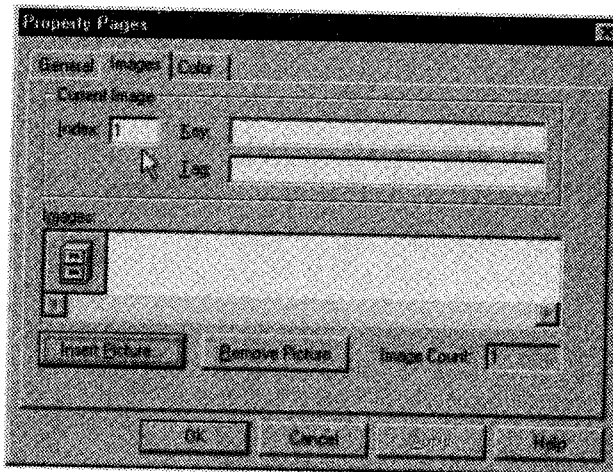 Property Pages
General Images Color
Current Image
Index: 1 Key:
Tag:
Images:
Insert Picture... Remove Picture Image Count: 1
OK Cancel Apply Help